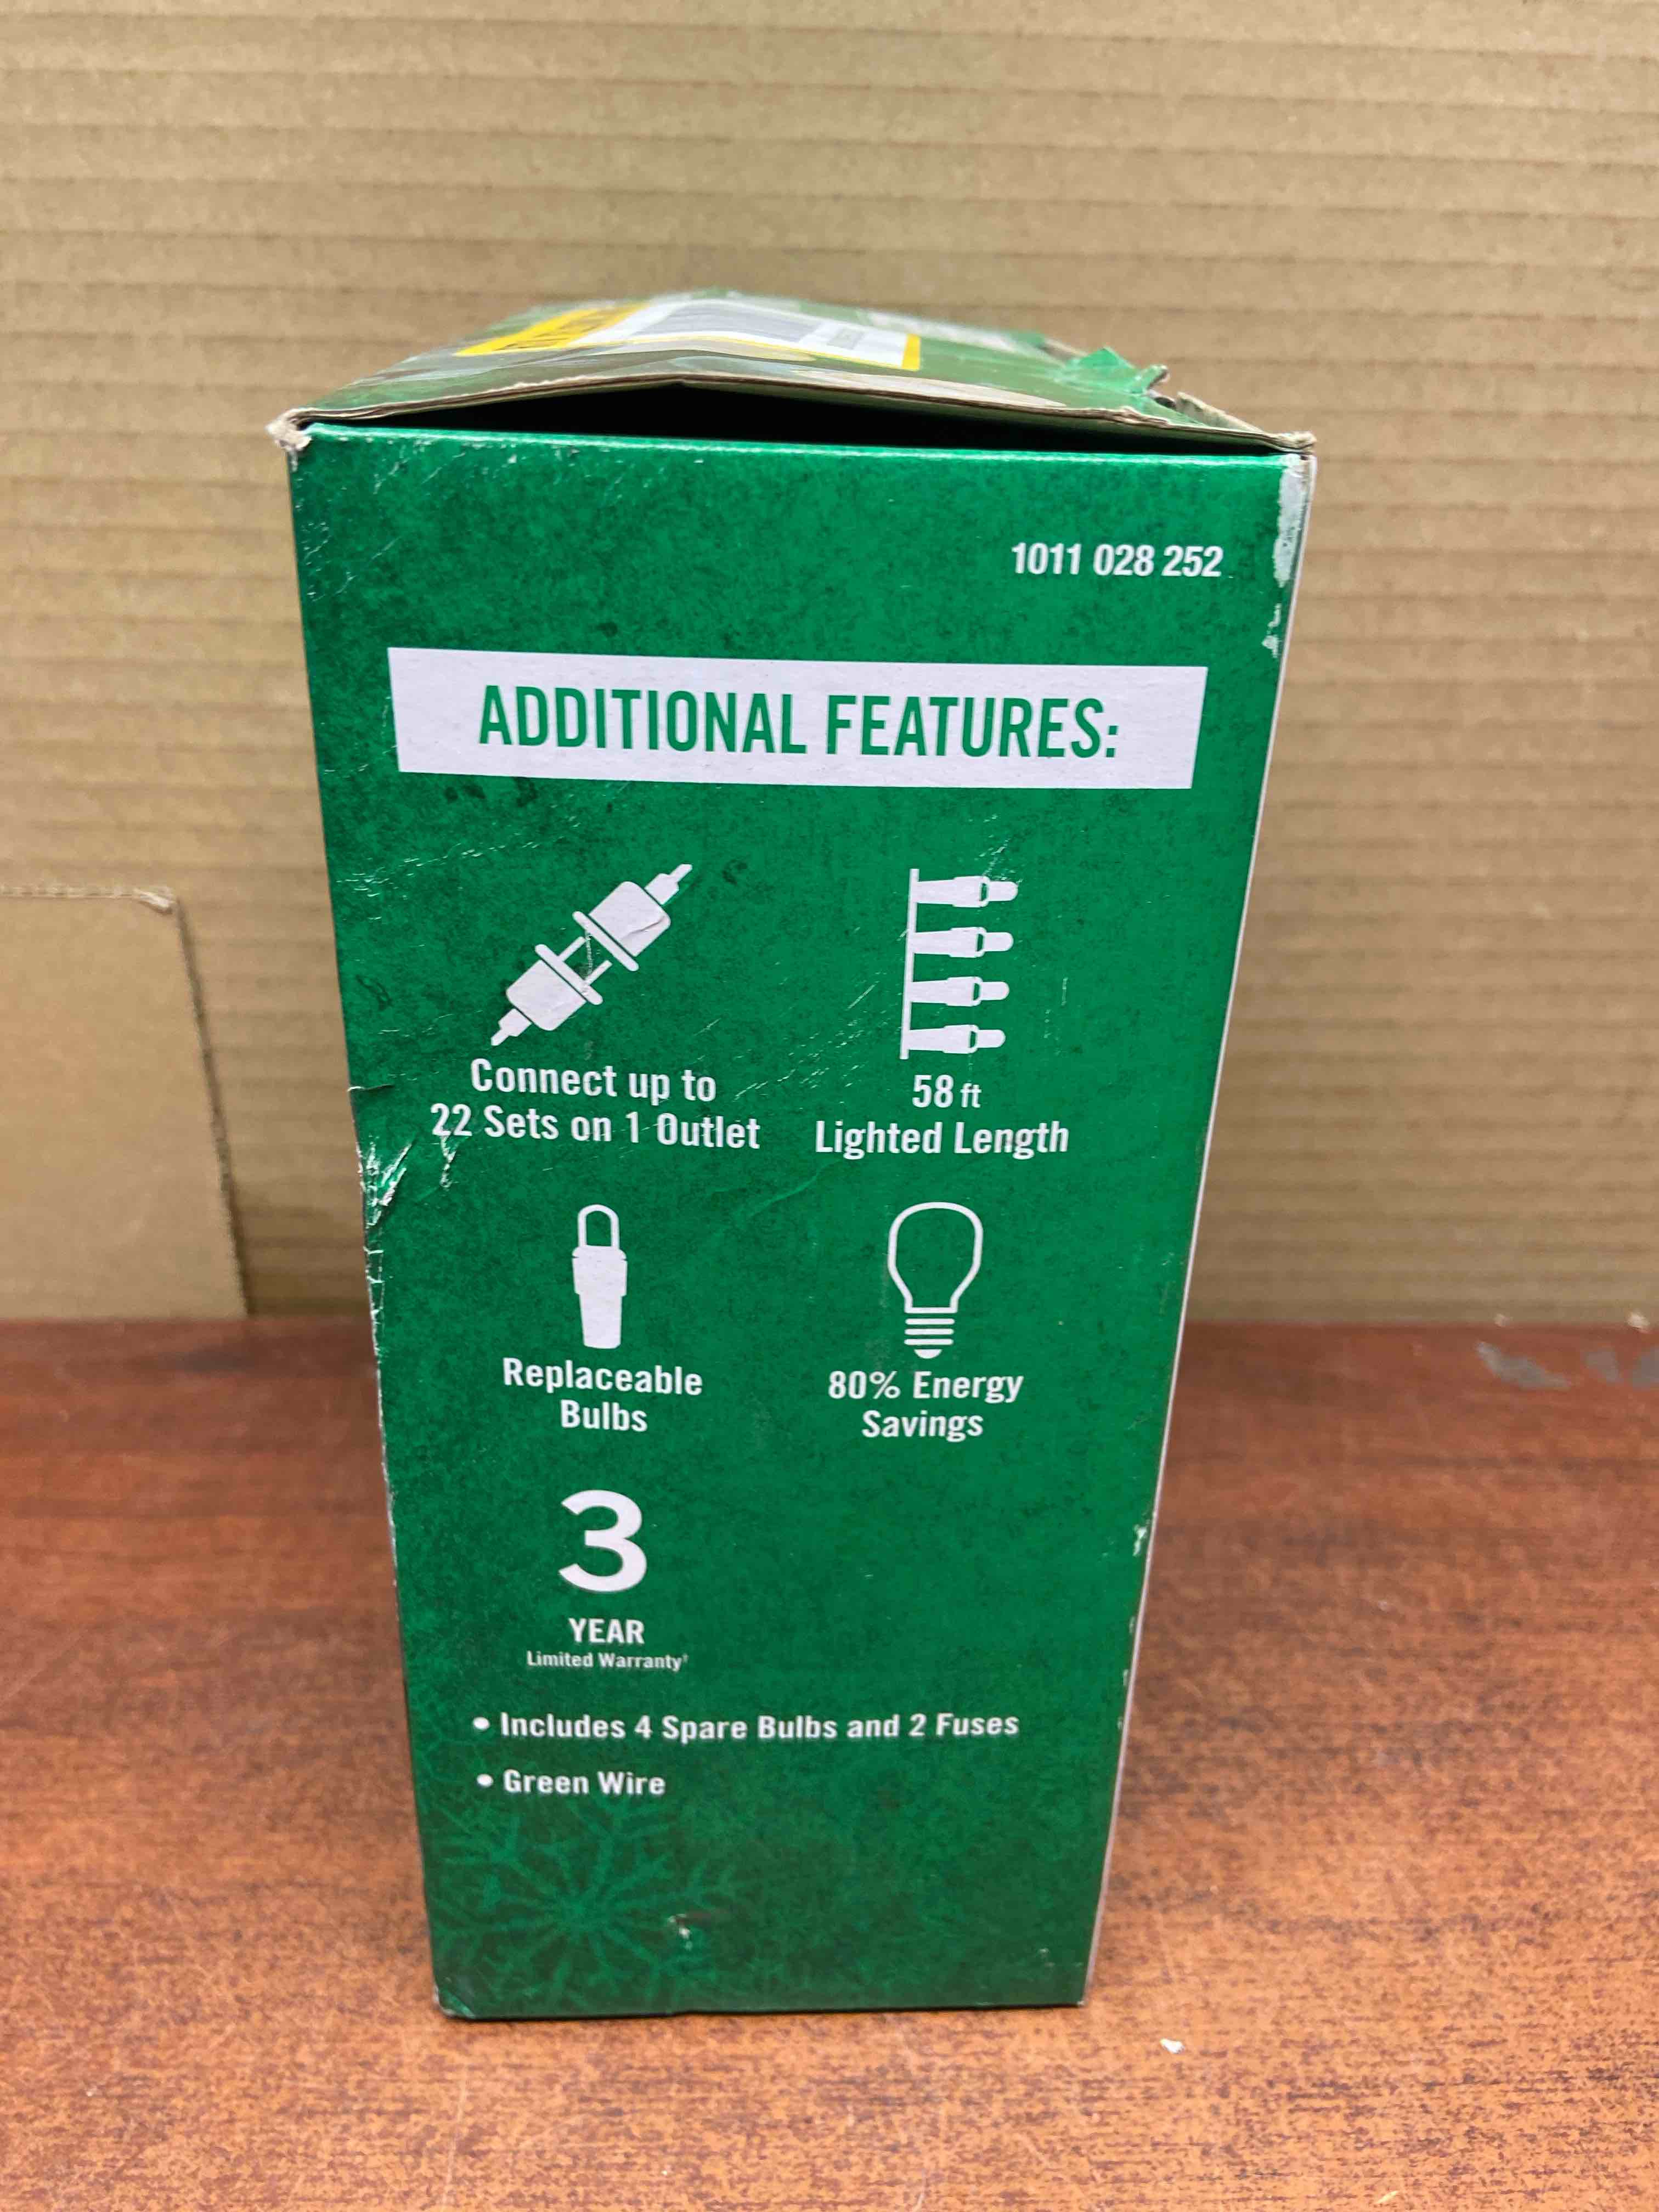 1011 028 252
ADDITIONAL FEATURES:
Connect up to
22 Sets on 1 Outlet
58 ft
Lighted Length
Replaceable
Bulbs
80% Energy
Savings
3
YEAR
Limited Warranty†
• Includes 4 Spare Bulbs and 2 Fuses
• Green Wire